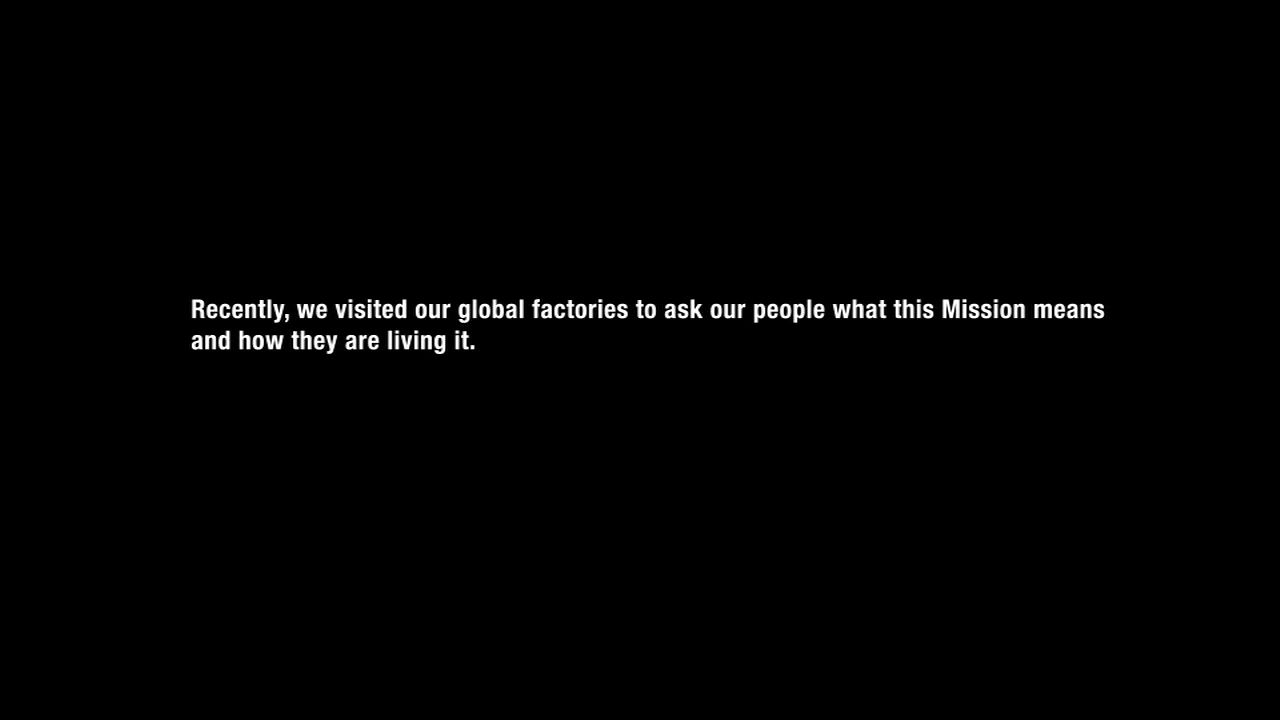 Recently, we visited our global factories to ask our people what this Mission means
and how they are living it.